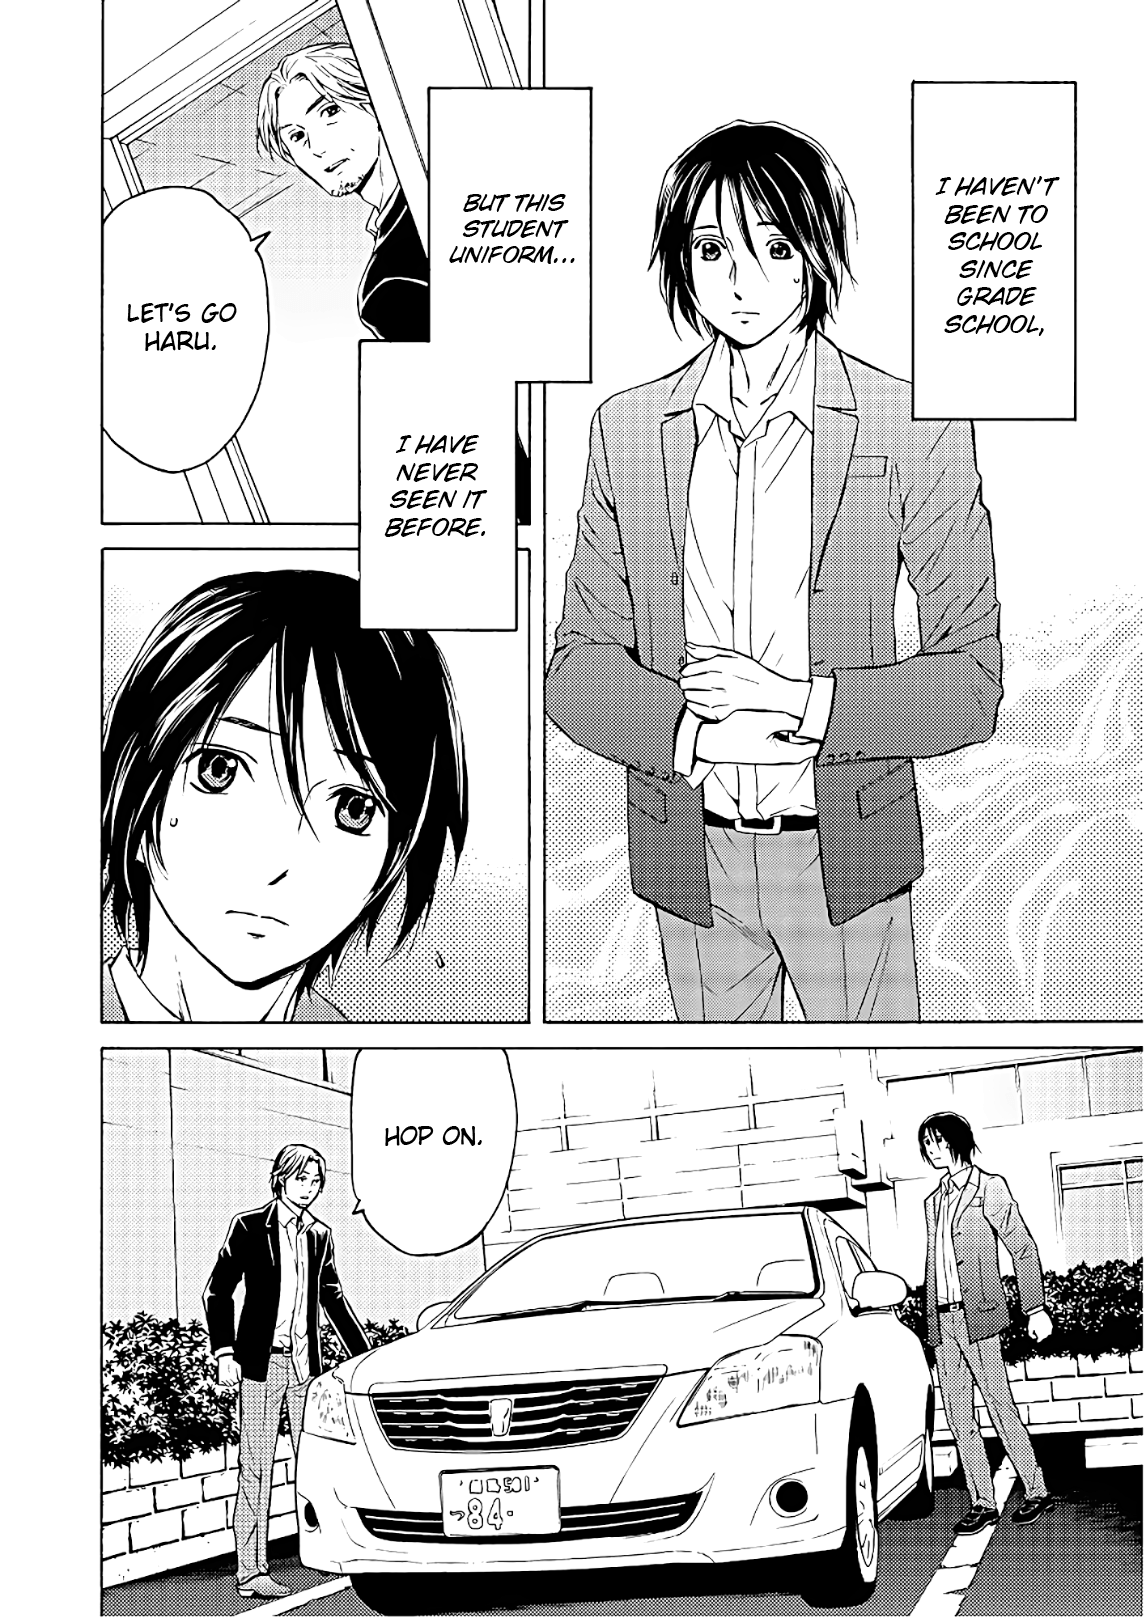 I HAVEN'T
BEEN TO
SCHOOL
SINCE
GRADE
SCHOOL,
BUT THIS
STUDENT
UNIFORM...
I HAVE
NEVER
SEEN IT
BEFORE.
LET'S GO
HARU.
HOP ON.
84